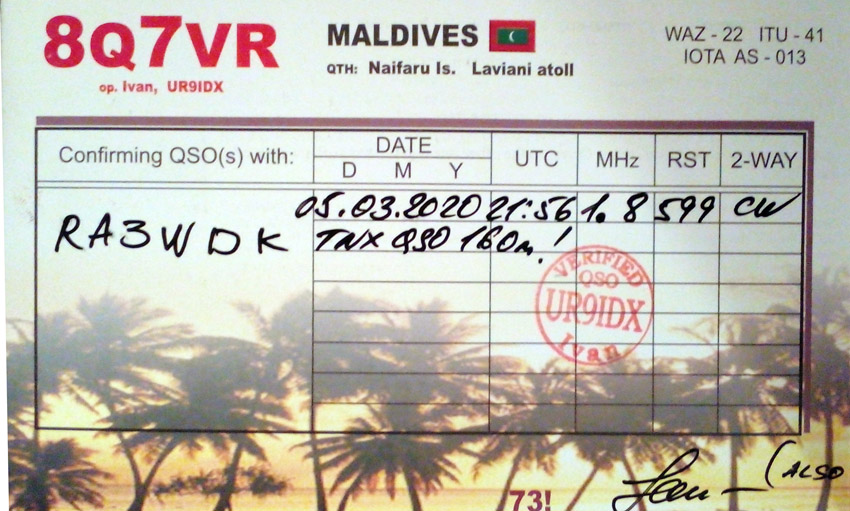 8Q7VR
op. Ivan, UR9IDX
MALDIVES
QTH: Naifaru Is. Laviani atoll
WAZ - 22 ITU - 41
IOTA AS - 013
Confirming QSO(s) with: DATE UTC MHz RST 2-WAY
D M Y
05.03.2020 21:56 1.8 599 CW
RA3WDK TNX QSO 160m!
VERIFIED
QSO
UR9IDX
Ivan
73!
(ALSO